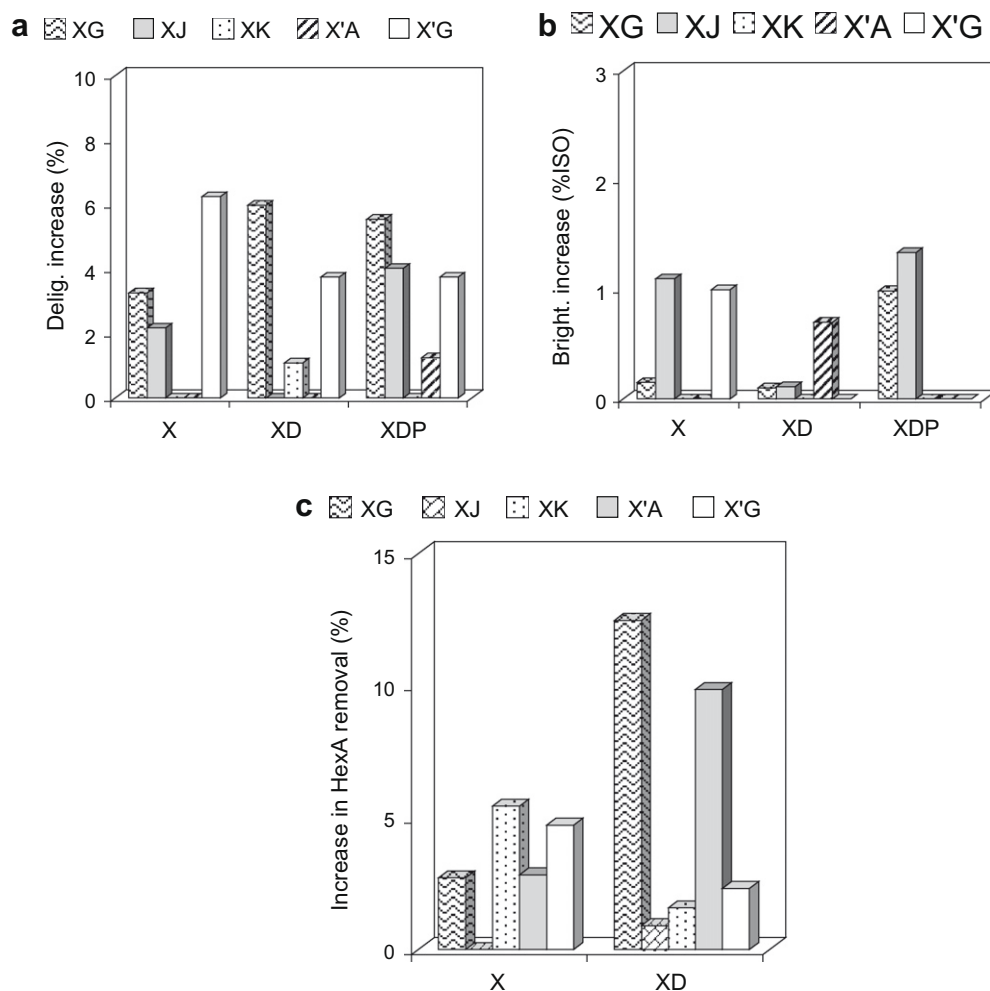 a XG XJ XK X'A X'G
Delig. increase (%)
10
8
6
4
2
0
X XD XDP
b XG XJ XK X'A X'G
Bright. increase (%ISO)
3
2
1
0
X XD XDP
c XG XJ XK X'A X'G
Increase in HexA removal (%)
15
10
5
0
X XD